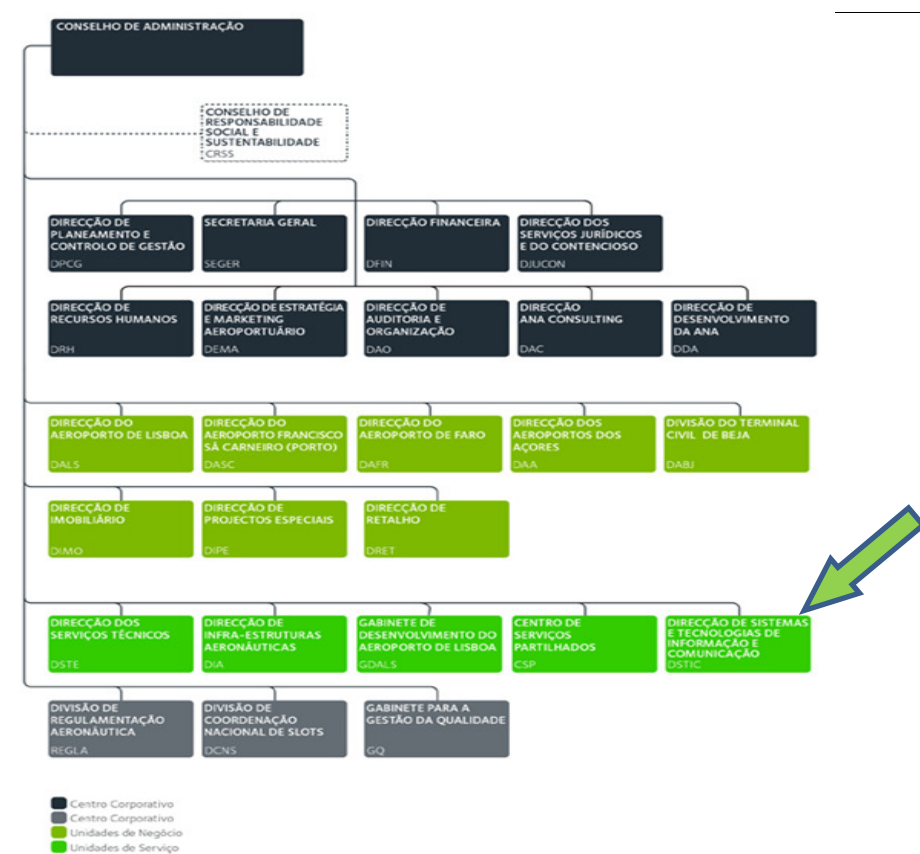 CONSELHO DE ADMINISTRAÇÃO
CONSELHO DE
RESPONSABILIDADE
SOCIAL E
SUSTENTABILIDADE
CRSS
DIRECÇÃO DE
PLANEAMENTO E
CONTROLO DE GESTÃO
DPCG
SECRETARIA GERAL
SEGER
DIRECÇÃO FINANCEIRA
DFIN
DIRECÇÃO DOS
SERVIÇOS JURÍDICOS
E DO CONTENCIOSO
DJUCON
DIRECÇÃO DE
RECURSOS HUMANOS
DRH
DIRECÇÃO DE ESTRATÉGIA
E MARKETING
AEROPORTUÁRIO
DEMA
DIRECÇÃO DE
AUDITORIA E
ORGANIZAÇÃO
DAO
DIRECÇÃO
ANA CONSULTING
DAC
DIRECÇÃO DE
DESENVOLVIMENTO
DA ANA
DDA
DIRECÇÃO DO
AEROPORTO DE LISBOA
DALS
DIRECÇÃO DO
AEROPORTO FRANCISCO
SÁ CARNEIRO (PORTO)
DASC
DIRECÇÃO DO
AEROPORTO DE FARO
DAFR
DIRECÇÃO DOS
AEROPORTOS DOS
AÇORES
DAA
DIVISÃO DO TERMINAL
CIVIL DE BEJA
DABJ
DIRECÇÃO DE
IMOBILIÁRIO
DIMO
DIRECÇÃO DE
PROJECTOS ESPECIAIS
DIPE
DIRECÇÃO DE
RETALHO
DRET
DIRECÇÃO DOS
SERVIÇOS TÉCNICOS
DSTE
DIRECÇÃO DE
INFRA-ESTRUTURAS
AERONÁUTICAS
DIA
GABINETE DE
DESENVOLVIMENTO DO
AEROPORTO DE LISBOA
GDALS
CENTRO DE
SERVIÇOS
PARTILHADOS
CSP
DIRECÇÃO DE SISTEMAS
E TECNOLOGIAS DE
INFORMAÇÃO E
COMUNICAÇÃO
DSTIC
DIVISÃO DE
REGULAMENTAÇÃO
AERONÁUTICA
REGLA
DIVISÃO DE
COORDENAÇÃO
NACIONAL DE SLOTS
DCNS
GABINETE PARA A
GESTÃO DA QUALIDADE
GQ
Centro Corporativo
Centro Corporativo
Unidades de Negócio
Unidades de Serviço